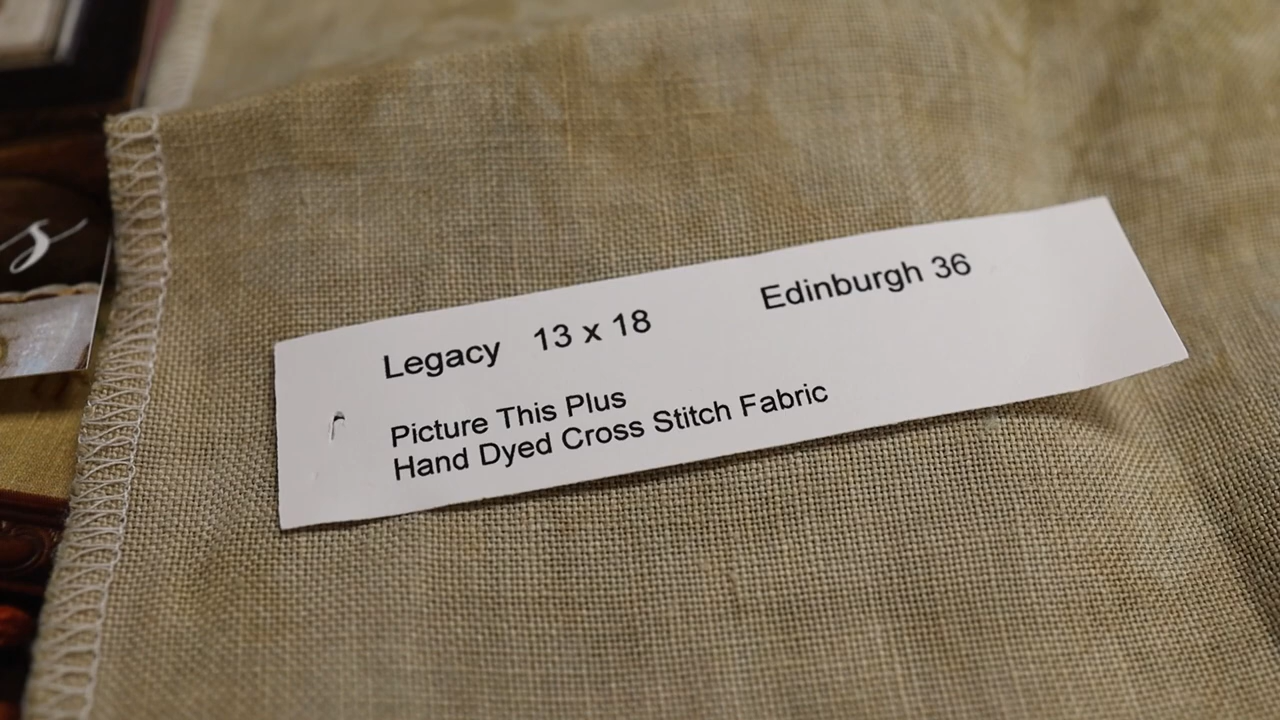 Legacy 13 x 18 Edinburgh 36
Picture This Plus
Hand Dyed Cross Stitch Fabric
s